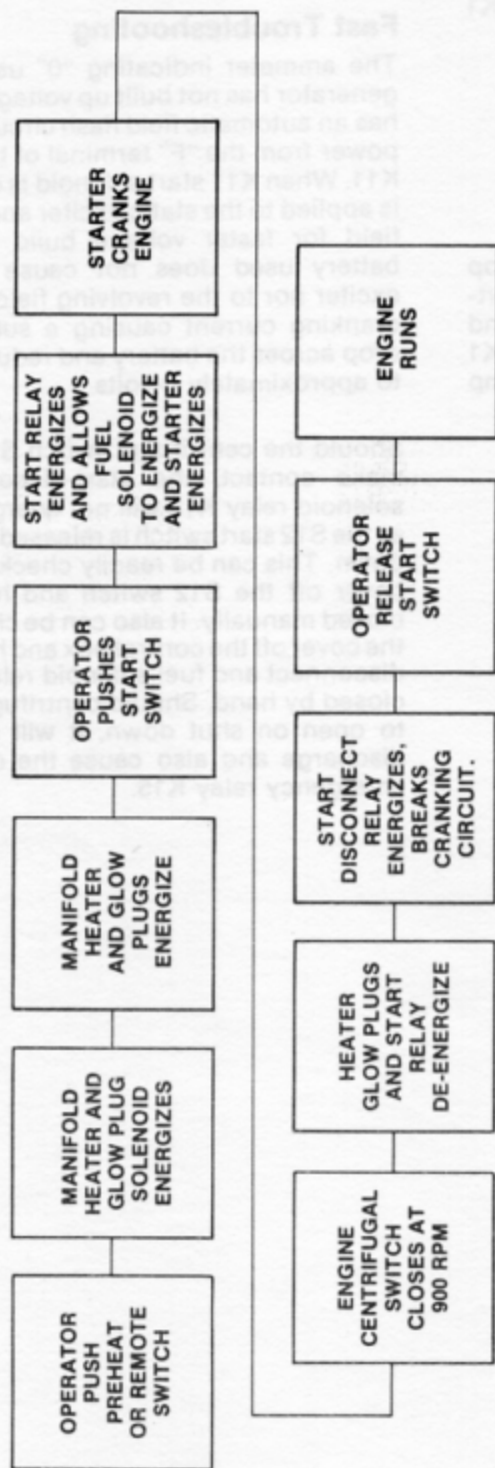 OPERATOR
PUSH
PREHEAT
OR REMOTE
SWITCH
MANIFOLD
HEATER AND
GLOW PLUG
SOLENOID
ENERGIZES
MANIFOLD
HEATER
AND GLOW
PLUGS
ENERGIZE
OPERATOR
PUSHES
START
SWITCH
START RELAY
ENERGIZES
AND ALLOWS
FUEL
SOLENOID
TO ENERGIZE
AND STARTER
ENERGIZES
STARTER
CRANKS
ENGINE
ENGINE
CENTRIFUGAL
SWITCH
CLOSES AT
900 RPM
HEATER
GLOW PLUGS
AND START
RELAY
DE-ENERGIZE
START
DISCONNECT
RELAY
ENERGIZES,
BREAKS
CRANKING
CIRCUIT.
OPERATOR
RELEASE
START
SWITCH
ENGINE
RUNS